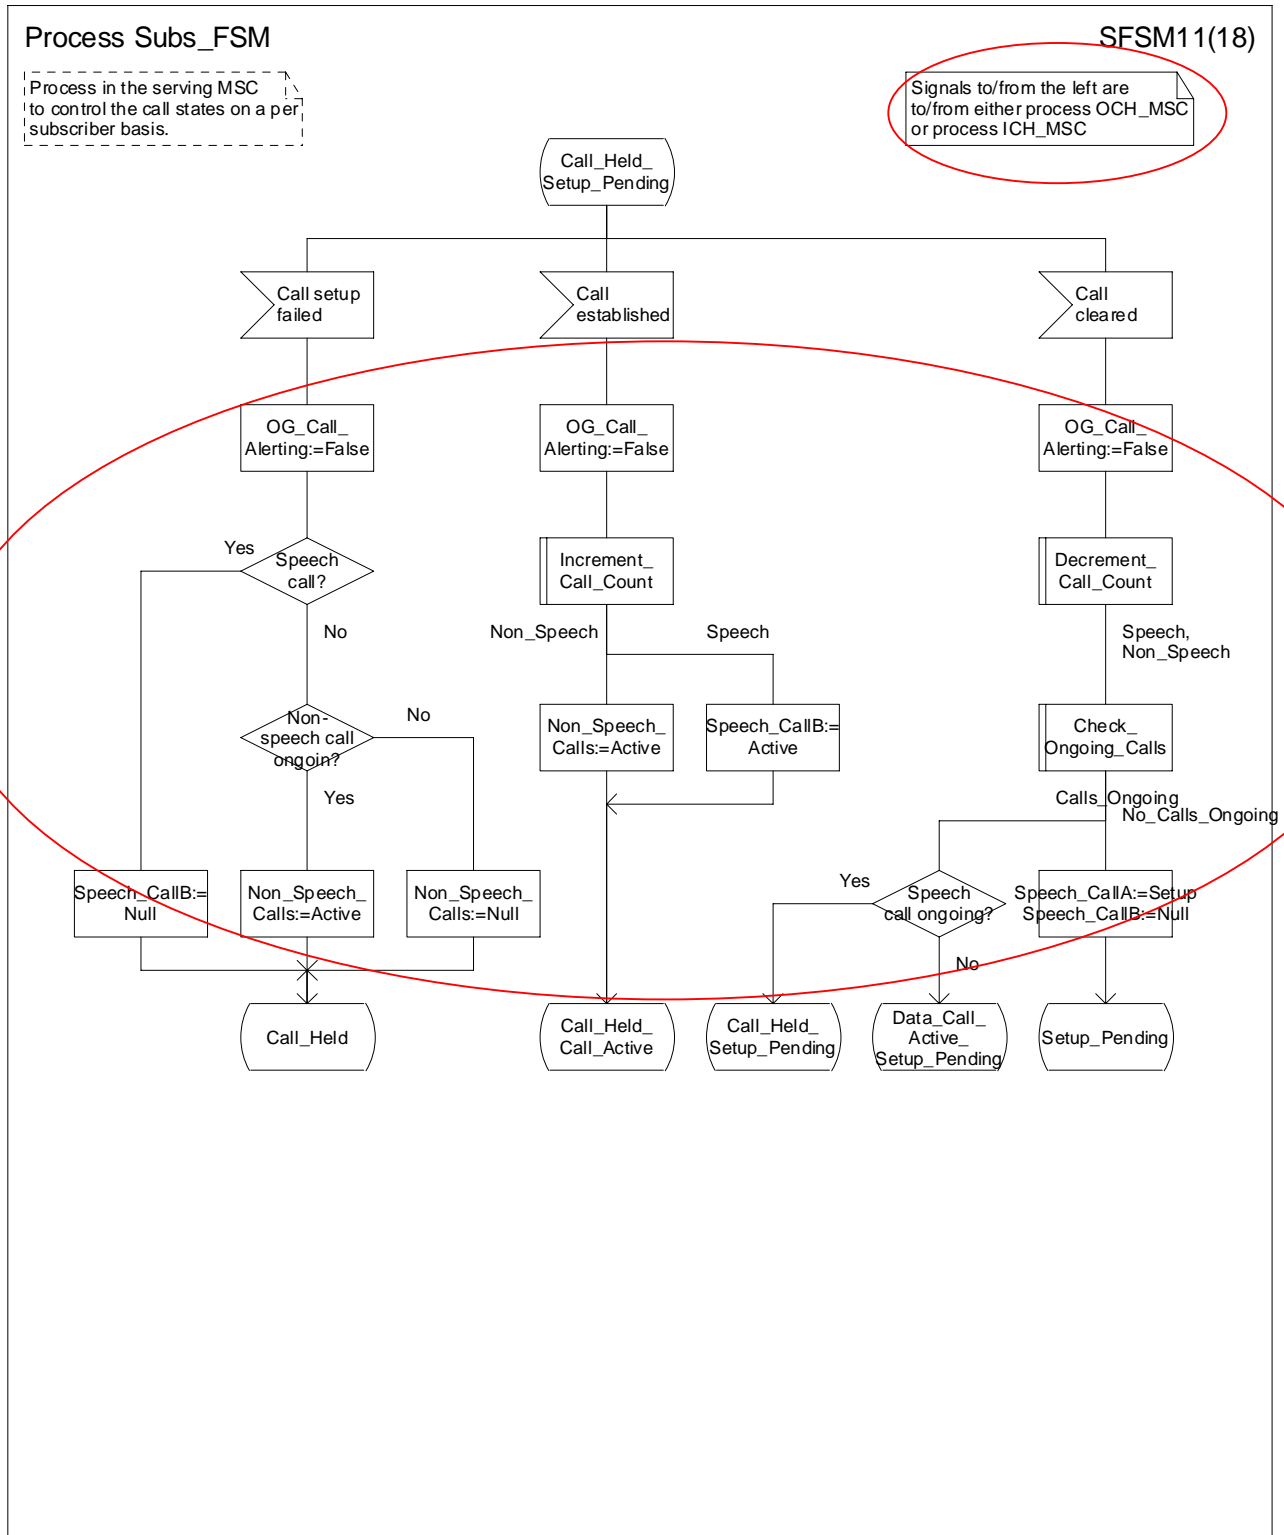 Process Subs_FSM
SFSM11(18)
Process in the serving MSC
to control the call states on a per
subscriber basis.
Signals to/from the left are
to/from either process OCH_MSC
or process ICH_MSC
Call_Held_
Setup_Pending
Call setup
failed
Call
established
Call
cleared
OG_Call_
Alerting:=False
OG_Call_
Alerting:=False
OG_Call_
Alerting:=False
Yes
Speech
call?
No
Increment_
Call_Count
Decrement_
Call_Count
Non_Speech
Speech
Speech,
Non_Speech
Non-
speech call
ongoin?
No
Yes
Non_Speech_
Calls:=Active
Speech_CallB:=
Active
Check_
Ongoing_Calls
Calls_Ongoing
No_Calls_Ongoing
Speech_CallB:=
Null
Non_Speech_
Calls:=Active
Non_Speech_
Calls:=Null
Yes
Speech
call ongoing?
No
Speech_CallA:=Setup
Speech_CallB:=Null
Call_Held
Call_Held_
Call_Active
Call_Held_
Setup_Pending
Data_Call_
Active_
Setup_Pending
Setup_Pending